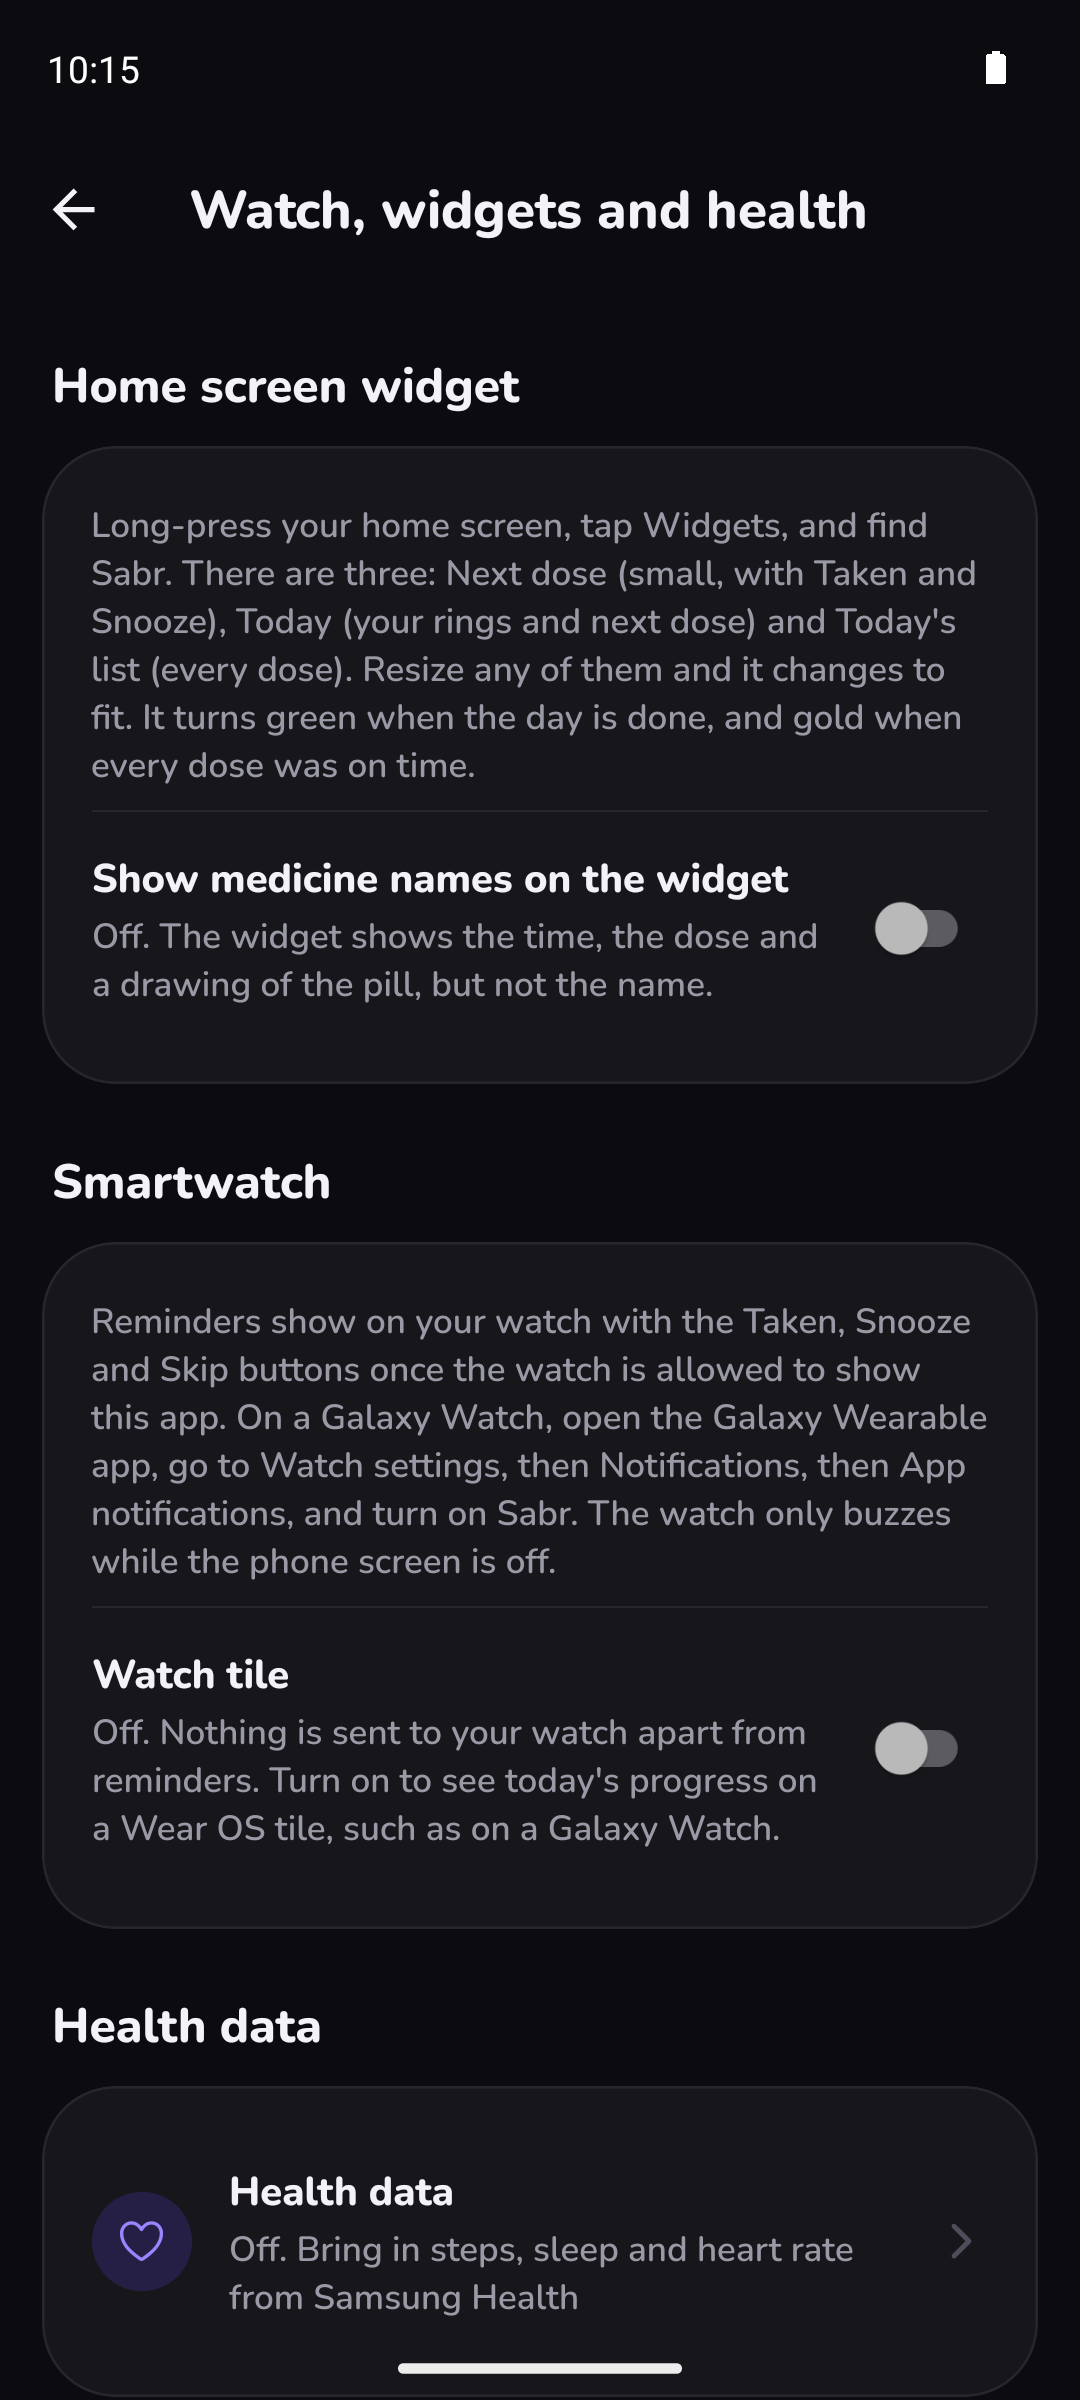 10:15
Watch, widgets and health
Home screen widget
Long-press your home screen, tap Widgets, and find
Sabr. There are three: Next dose (small, with Taken and
Snooze), Today (your rings and next dose) and Today's
list (every dose). Resize any of them and it changes to
fit. It turns green when the day is done, and gold when
every dose was on time.
Show medicine names on the widget
Off. The widget shows the time, the dose and
a drawing of the pill, but not the name.
Smartwatch
Reminders show on your watch with the Taken, Snooze
and Skip buttons once the watch is allowed to show
this app. On a Galaxy Watch, open the Galaxy Wearable
app, go to Watch settings, then Notifications, then App
notifications, and turn on Sabr. The watch only buzzes
while the phone screen is off.
Watch tile
Off. Nothing is sent to your watch apart from
reminders. Turn on to see today's progress on
a Wear OS tile, such as on a Galaxy Watch.
Health data
Health data
Off. Bring in steps, sleep and heart rate
from Samsung Health